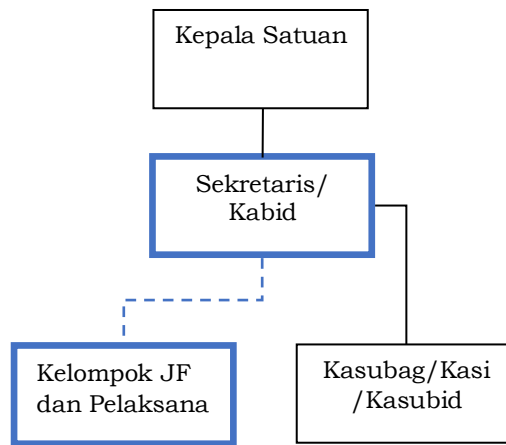 Kepala Satuan
Sekretaris/
Kabid
Kelompok JF
dan Pelaksana
Kasubag/Kasi
/Kasubid